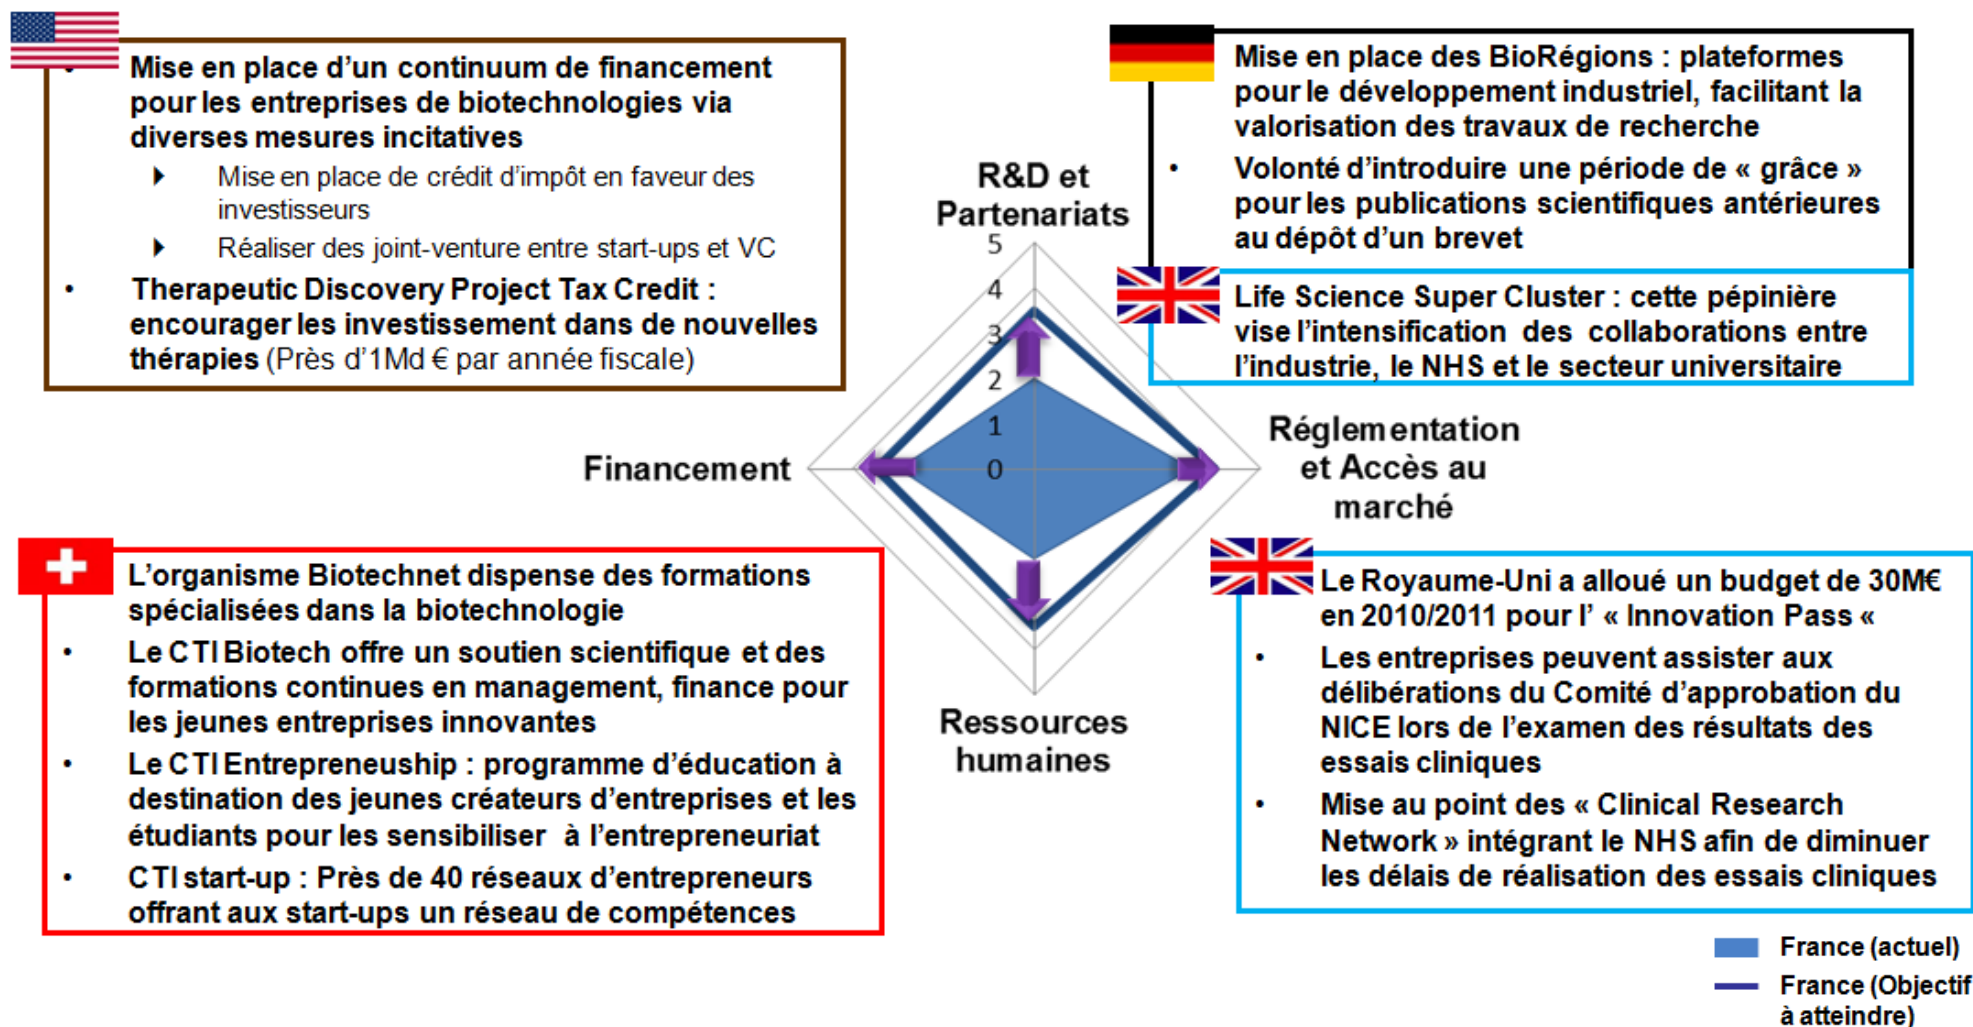 • Mise en place d’un continuum de financement
pour les entreprises de biotechnologies via
diverses mesures incitatives
Mise en place de crédit d’impôt en faveur des
investisseurs
Réaliser des joint-venture entre start-ups et VC
• Therapeutic Discovery Project Tax Credit :
encourager les investissement dans de nouvelles
thérapies (Près d’1Md € par année fiscale)
Mise en place des BioRégions : plateformes
pour le développement industriel, facilitant la
valorisation des travaux de recherche
• Volonté d’introduire une période de « grâce »
pour les publications scientifiques antérieures
au dépôt d’un brevet
Life Science Super Cluster : cette pépinière
vise l’intensification des collaborations entre
l’industrie, le NHS et le secteur universitaire
R&D et
Partenariats
5
4
3
2
1
0
Financement
Réglementation
et Accès au
marché
Ressources
humaines
L’organisme Biotechnet dispense des formations
spécialisées dans la biotechnologie
• Le CTI Biotech offre un soutien scientifique et des
formations continues en management, finance pour
les jeunes entreprises innovantes
• Le CTI Entrepreneuship : programme d’éducation à
destination des jeunes créateurs d’entreprises et les
étudiants pour les sensibiliser à l’entrepreneuriat
• CTI start-up : Près de 40 réseaux d’entrepreneurs
offrant aux start-ups un réseau de compétences
Le Royaume-Uni a alloué un budget de 30M€
en 2010/2011 pour l’ « Innovation Pass «
• Les entreprises peuvent assister aux
délibérations du Comité d’approbation du
NICE lors de l’examen des résultats des
essais cliniques
• Mise au point des « Clinical Research
Network » intégrant le NHS afin de diminuer
les délais de réalisation des essais cliniques
France (actuel)
France (Objectif
à atteindre)